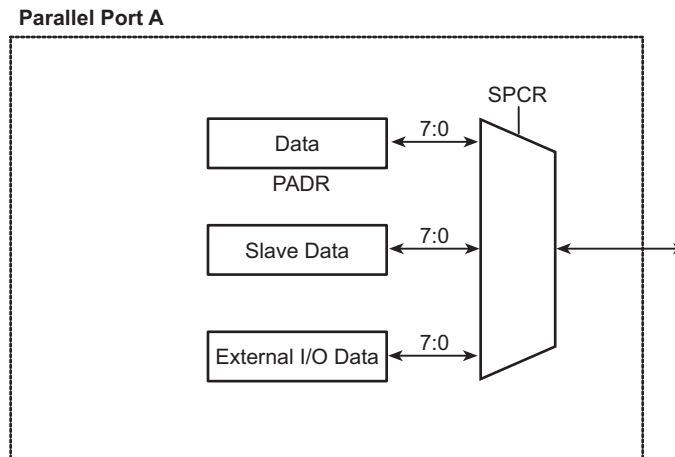 Parallel Port A
SPCR
Data
7:0
PADR
Slave Data
7:0
External I/O Data
7:0